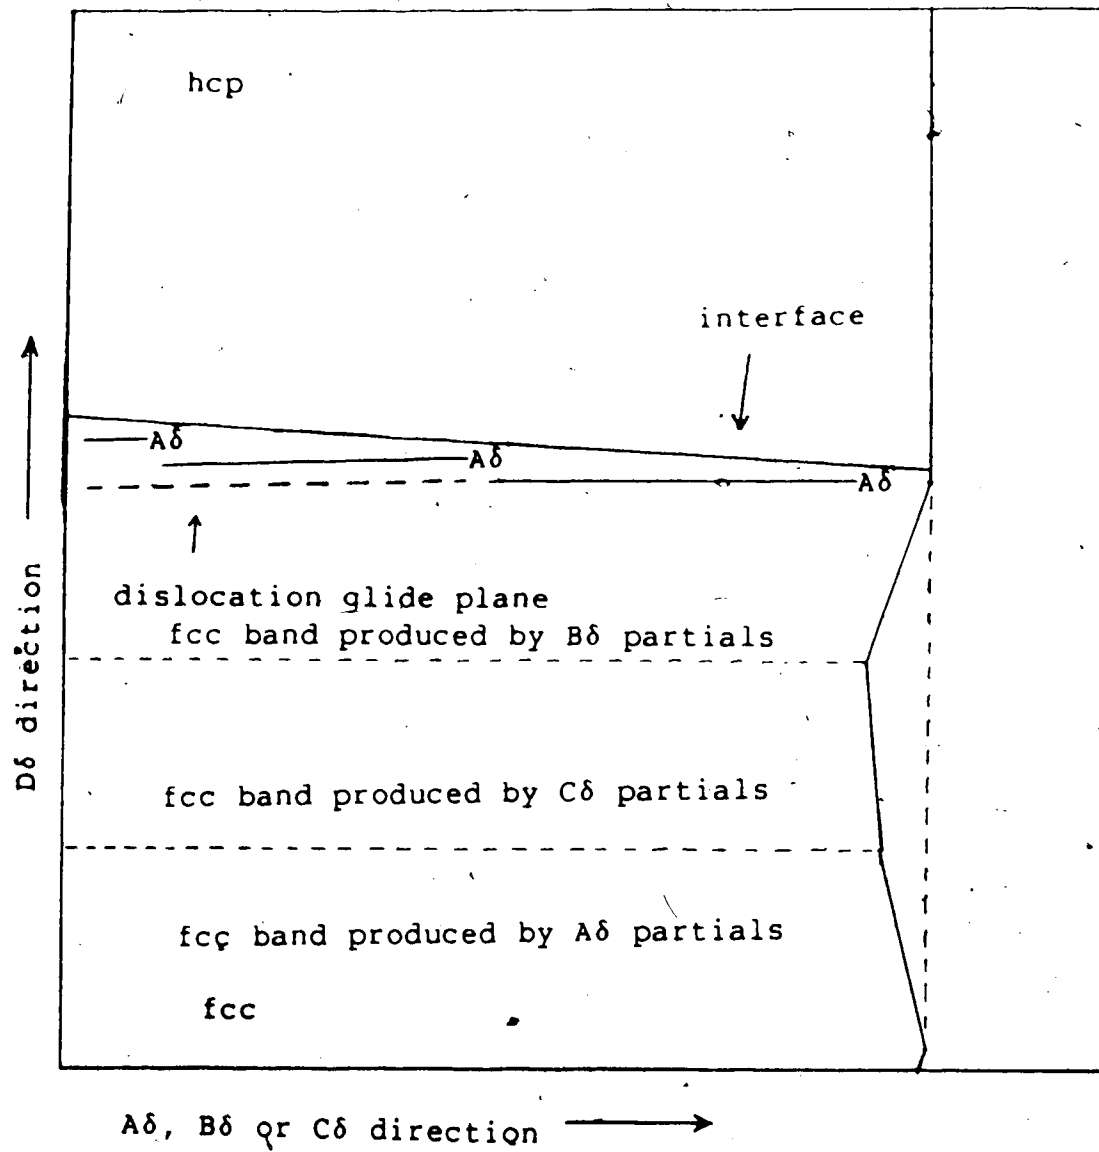 hcp
interface
Aδ
Aδ
Aδ
dislocation glide plane
fcc band produced by Bδ partials
fcc band produced by Cδ partials
fcc band produced by Aδ partials
fcc
Dδ direction
Aδ, Bδ or Cδ direction